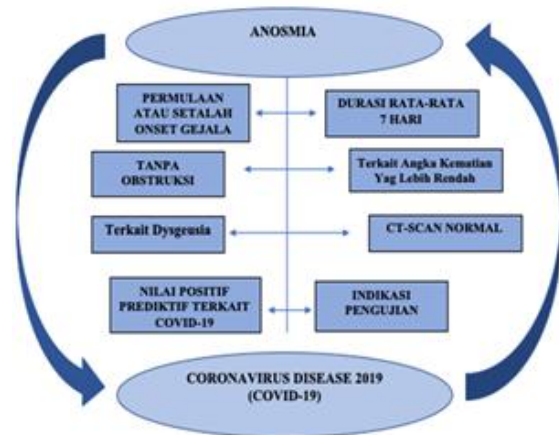 ANOSMIA
PERMULAAN
ATAU SETALAH
ONSET GEJALA
DURASI RATA-RATA
7 HARI
TANPA
OBSTRUKSI
Terkait Angka Kematian
Yag Lebih Rendah
Terkait Dysgeusia
CT-SCAN NORMAL
NILAI POSITIF
PREDIKTIF TERKAIT
COVID-19
INDIKASI
PENGUJIAN
CORONAVIRUS DISEASE 2019
(COVID-19)